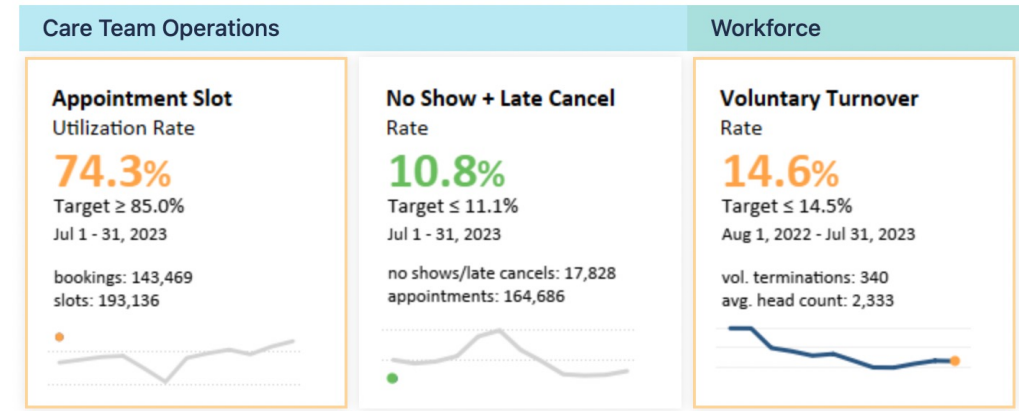 Care Team Operations
Workforce
Appointment Slot
Utilization Rate
74.3%
Target ≥ 85.0%
Jul 1 - 31, 2023
bookings: 143,469
slots: 193,136
No Show + Late Cancel
Rate
10.8%
Target ≤ 11.1%
Jul 1 - 31, 2023
no shows/late cancels: 17,828
appointments: 164,686
Voluntary Turnover
Rate
14.6%
Target ≤ 14.5%
Aug 1, 2022 - Jul 31, 2023
vol. terminations: 340
avg. head count: 2,333